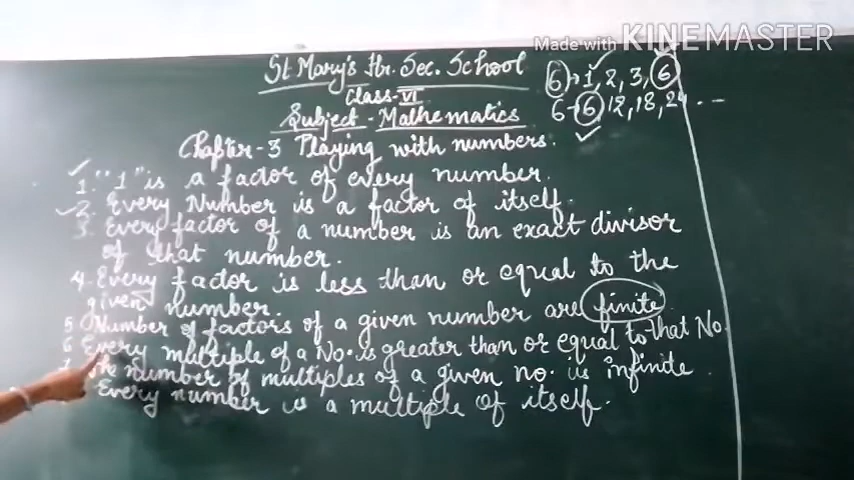 Made with KINEMASTER
St Mary's Hr. Sec. School
Class-VI
Subject - Mathematics
Chapter-3 Playing with numbers.
1. "1" is a factor of every number.
2. Every Number is a factor of itself.
3. Every factor of a number is an exact divisor
of that number.
4. Every factor is less than or equal to the
given number.
5 Number of factors of a given number are finite
6 Every multiple of a No. is greater than or equal to that No.
The number of multiples of a given no. is infinite.
Every number is a multiple of itself.
6 → 1, 2, 3, 6
6 - 6 12, 18, 24 ---